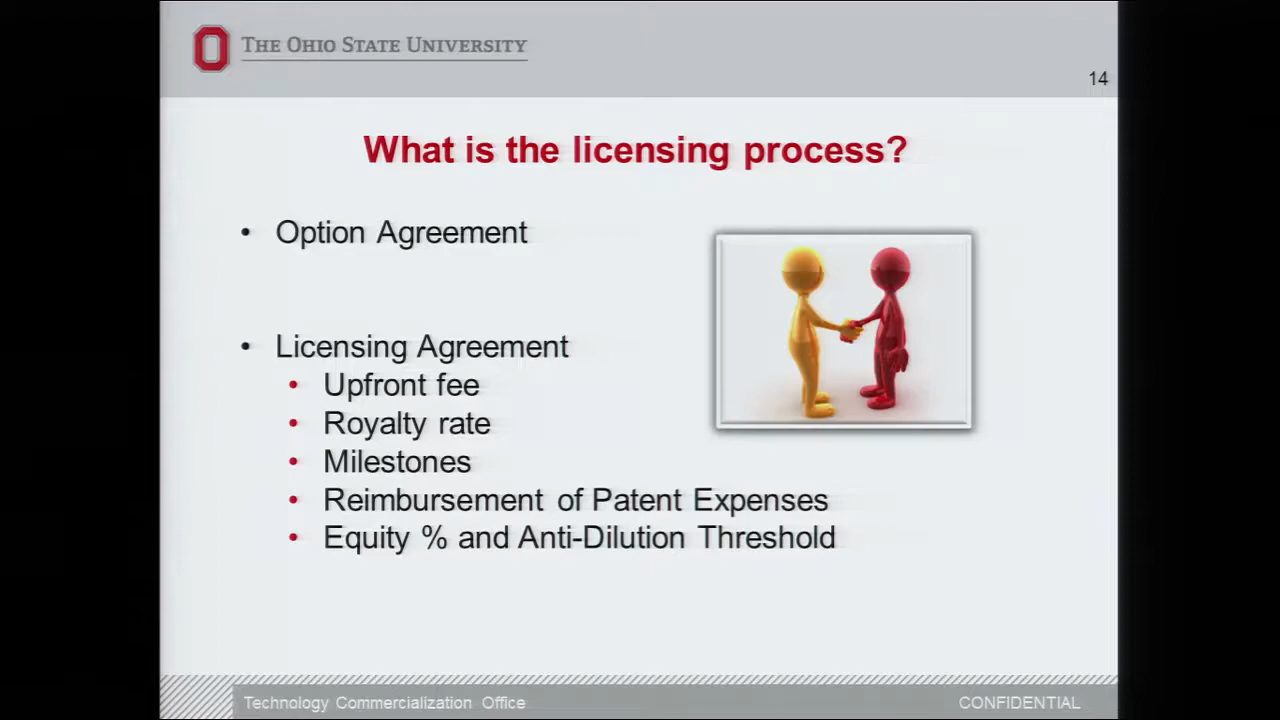 THE OHIO STATE UNIVERSITY
14
What is the licensing process?
• Option Agreement
• Licensing Agreement
• Upfront fee
• Royalty rate
• Milestones
• Reimbursement of Patent Expenses
• Equity % and Anti-Dilution Threshold
Technology Commercialization Office
CONFIDENTIAL